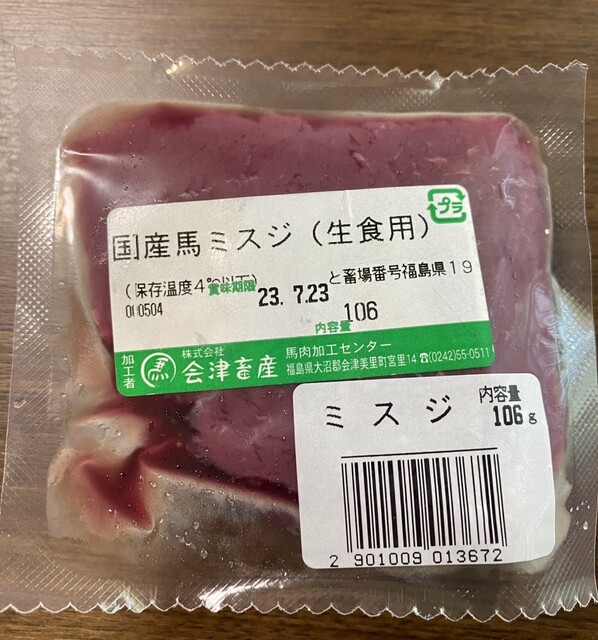 プラ
国産馬ミスジ（生食用）
（保存温度4℃以下）
賞味期限 23. 7.23
と畜場番号福島県19
000504
106
内容量
加工者
馬
株式会社
会津畜産
馬肉加工センター
福島県大沼郡会津美里町宮里14 ☎(0242)55-0511
ミスジ
内容量
106g
2 901009 013672